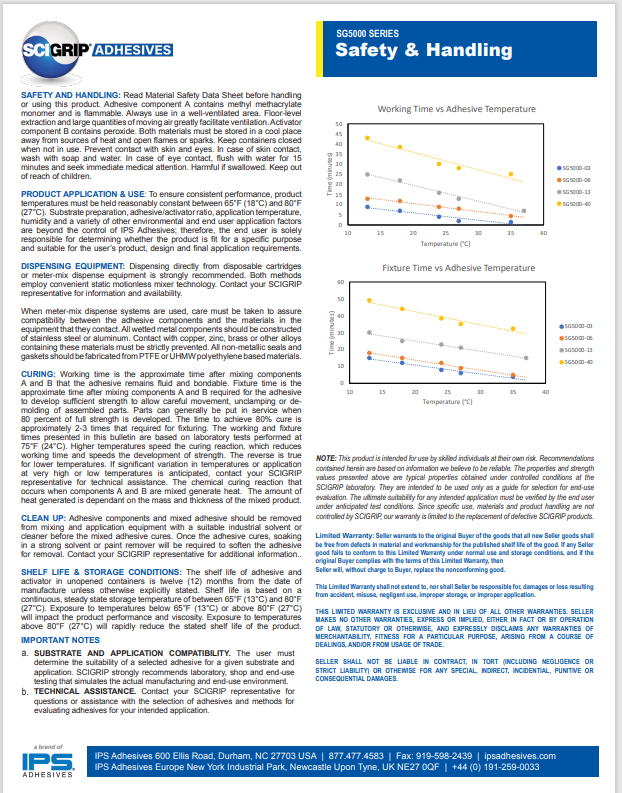 SCIGRIP® ADHESIVES
SG5000 SERIES
Safety & Handling
SAFETY AND HANDLING: Read Material Safety Data Sheet before handling
or using this product. Adhesive component A contains methyl methacrylate
monomer and is flammable. Always use in a well-ventilated area. Floor-level
extraction and large quantities of moving air greatly facilitate ventilation. Activator
component B contains peroxide. Both materials must be stored in a cool place
away from sources of heat and open flames or sparks. Keep containers closed
when not in use. Prevent contact with skin and eyes. In case of skin contact,
wash with soap and water. In case of eye contact, flush with water for 15
minutes and seek immediate medical attention. Harmful if swallowed. Keep out
of reach of children.
PRODUCT APPLICATION & USE: To ensure consistent performance, product
temperatures must be held reasonably constant between 65°F (18°C) and 80°F
(27°C). Substrate preparation, adhesive/activator ratio, application temperature,
humidity and a variety of other environmental and end user application factors
are beyond the control of IPS Adhesives; therefore, the end user is solely
responsible for determining whether the product is fit for a specific purpose
and suitable for the user's product, design and final application requirements.
DISPENSING EQUIPMENT: Dispensing directly from disposable cartridges
or meter-mix dispense equipment is strongly recommended. Both methods
employ convenient static motionless mixer technology. Contact your SCIGRIP
representative for information and availability.
When meter-mix dispense systems are used, care must be taken to assure
compatibility between the adhesive components and the materials in the
equipment that they contact. All wetted metal components should be constructed
of stainless steel or aluminum. Contact with copper, zinc, brass or other alloys
containing these materials must be strictly prevented. All non-metallic seals and
gaskets should be fabricated from PTFE or UHMW polyethylene based materials.
CURING: Working time is the approximate time after mixing components
A and B that the adhesive remains fluid and bondable. Fixture time is the
approximate time after mixing components A and B required for the adhesive
to develop sufficient strength to allow careful movement, unclamping or de-
molding of assembled parts. Parts can generally be put in service when
80 percent of full strength is developed. The time to achieve 80% cure is
approximately 2-3 times that required for fixturing. The working and fixture
times presented in this bulletin are based on laboratory tests performed at
75°F (24°C). Higher temperatures speed the curing reaction, which reduces
working time and speeds the development of strength. The reverse is true
for lower temperatures. If significant variation in temperatures or application
at very high or low temperatures is anticipated, contact your SCIGRIP
representative for technical assistance. The chemical curing reaction that
occurs when components A and B are mixed generate heat. The amount of
heat generated is dependant on the mass and thickness of the mixed product.
CLEAN UP: Adhesive components and mixed adhesive should be removed
from mixing and application equipment with a suitable industrial solvent or
cleaner before the mixed adhesive cures. Once the adhesive cures, soaking
in a strong solvent or paint remover will be required to soften the adhesive
for removal. Contact your SCIGRIP representative for additional information.
SHELF LIFE & STORAGE CONDITIONS: The shelf life of adhesive and
activator in unopened containers is twelve (12) months from the date of
manufacture unless otherwise explicitly stated. Shelf life is based on a
continuous, steady state storage temperature of between 65°F (13°C) and 80°F
(27°C). Exposure to temperatures below 65°F (13°C) or above 80°F (27°C)
will impact the product performance and viscosity. Exposure to temperatures
above 80°F (27°C) will rapidly reduce the stated shelf life of the product.
IMPORTANT NOTES
a. SUBSTRATE AND APPLICATION COMPATIBILITY. The user must
determine the suitability of a selected adhesive for a given substrate and
application. SCIGRIP strongly recommends laboratory, shop and end-use
testing that simulates the actual manufacturing and end-use environment.
b. TECHNICAL ASSISTANCE. Contact your SCIGRIP representative for
questions or assistance with the selection of adhesives and methods for
evaluating adhesives for your intended application.
Working Time vs Adhesive Temperature
Time (minutes)
50
45
40
35
30
25
20
15
10
5
0
10 15 20 25 30 35 40
Temperature (°C)
SG5000-03
SG5000-06
SG5000-13
SG5000-40
Fixture Time vs Adhesive Temperature
Time (minutes)
60
50
40
30
20
10
0
10 15 20 25 30 35 40
Temperature (°C)
SG5000-03
SG5000-06
SG5000-13
SG5000-40
NOTE: This product is intended for use by skilled individuals at their own risk. Recommendations
contained herein are based on information we believe to be reliable. The properties and strength
values presented above are typical properties obtained under controlled conditions at the
SCIGRIP laboratory. They are intended to be used only as a guide for selection for end-use
evaluation. The ultimate suitability for any intended application must be verified by the end user
under anticipated test conditions. Since specific use, materials and product handling are not
controlled by SCIGRIP, our warranty is limited to the replacement of defective SCIGRIP products.
Limited Warranty: Seller warrants to the original Buyer of the goods that all new Seller goods shall
be free from defects in material and workmanship for the published shelf life of the good. If any Seller
good fails to conform to this Limited Warranty under normal use and storage conditions, and if the
original Buyer complies with the terms of this Limited Warranty, then
Seller will, without charge to Buyer, replace the nonconforming good.
This Limited Warranty shall not extend to, nor shall Seller be responsible for, damages or loss resulting
from accident, misuse, negligent use, improper storage, or improper application.
THIS LIMITED WARRANTY IS EXCLUSIVE AND IN LIEU OF ALL OTHER WARRANTIES. SELLER
MAKES NO OTHER WARRANTIES, EXPRESS OR IMPLIED, EITHER IN FACT OR BY OPERATION
OF LAW, STATUTORY OR OTHERWISE, AND EXPRESSLY DISCLAIMS ANY WARRANTIES OF
MERCHANTABILITY, FITNESS FOR A PARTICULAR PURPOSE, ARISING FROM A COURSE OF
DEALINGS, AND/OR FROM USAGE OF TRADE.
SELLER SHALL NOT BE LIABLE IN CONTRACT, IN TORT (INCLUDING NEGLIGENCE OR
STRICT LIABILITY) OR OTHEWISE FOR ANY SPECIAL, INDIRECT, INCIDENTIAL, PUNITIVE OR
CONSEQUENTIAL DAMAGES.
a brand of
IPS
ADHESIVES
IPS Adhesives 600 Ellis Road, Durham, NC 27703 USA | 877.477.4583 | Fax: 919-598-2439 | ipsadhesives.com
IPS Adhesives Europe New York Industrial Park, Newcastle Upon Tyne, UK NE27 0QF | +44 (0) 191-259-0033